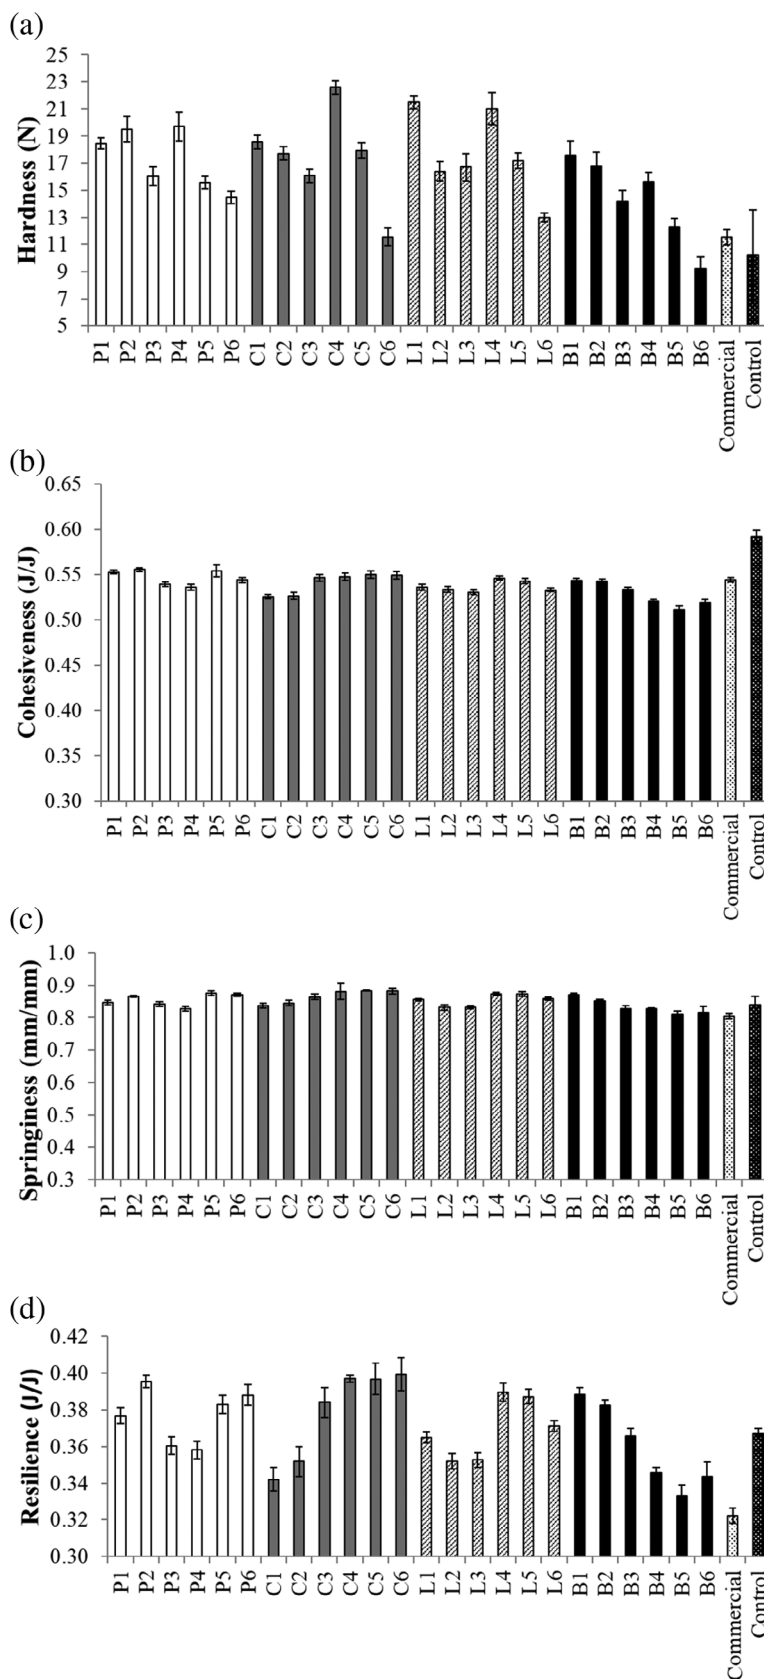 (a)
Hardness (N)
25
23
21
19
17
15
13
11
9
7
5
P1 P2 P3 P4 P5 P6 C1 C2 C3 C4 C5 C6 L1 L2 L3 L4 L5 L6 B1 B2 B3 B4 B5 B6 Commercial Control
(b)
Cohesiveness (J/J)
0.65
0.60
0.55
0.50
0.45
0.40
0.35
0.30
P1 P2 P3 P4 P5 P6 C1 C2 C3 C4 C5 C6 L1 L2 L3 L4 L5 L6 B1 B2 B3 B4 B5 B6 Commercial Control
(c)
Springiness (mm/mm)
1.0
0.9
0.8
0.7
0.6
0.5
0.4
0.3
P1 P2 P3 P4 P5 P6 C1 C2 C3 C4 C5 C6 L1 L2 L3 L4 L5 L6 B1 B2 B3 B4 B5 B6 Commercial Control
(d)
Resilience (J/J)
0.42
0.40
0.38
0.36
0.34
0.32
0.30
P1 P2 P3 P4 P5 P6 C1 C2 C3 C4 C5 C6 L1 L2 L3 L4 L5 L6 B1 B2 B3 B4 B5 B6 Commercial Control